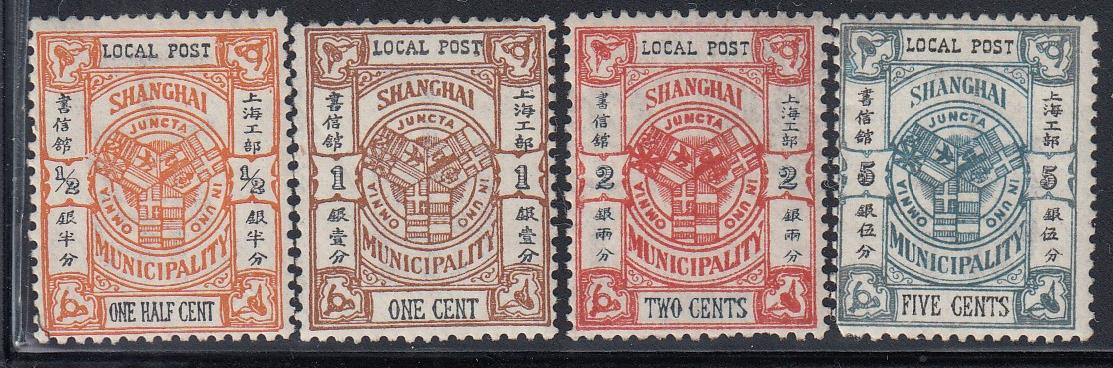 LOCAL POST
SHANGHAI
上海工部
書信館
JUNCTA IN UNO OMNIA
1/2
1/2
銀半分
銀半分
MUNICIPALITY
ONE HALF CENT
LOCAL POST
SHANGHAI
上海工部
書信館
JUNCTA IN UNO OMNIA
1
1
銀壹分
銀壹分
MUNICIPALITY
ONE CENT
LOCAL POST
SHANGHAI
上海工部
書信館
JUNCTA IN UNO OMNIA
2
2
銀兩分
銀兩分
MUNICIPALITY
TWO CENTS
LOCAL POST
SHANGHAI
上海工部
書信館
JUNCTA IN UNO OMNIA
5
5
銀伍分
銀伍分
MUNICIPALITY
FIVE CENTS